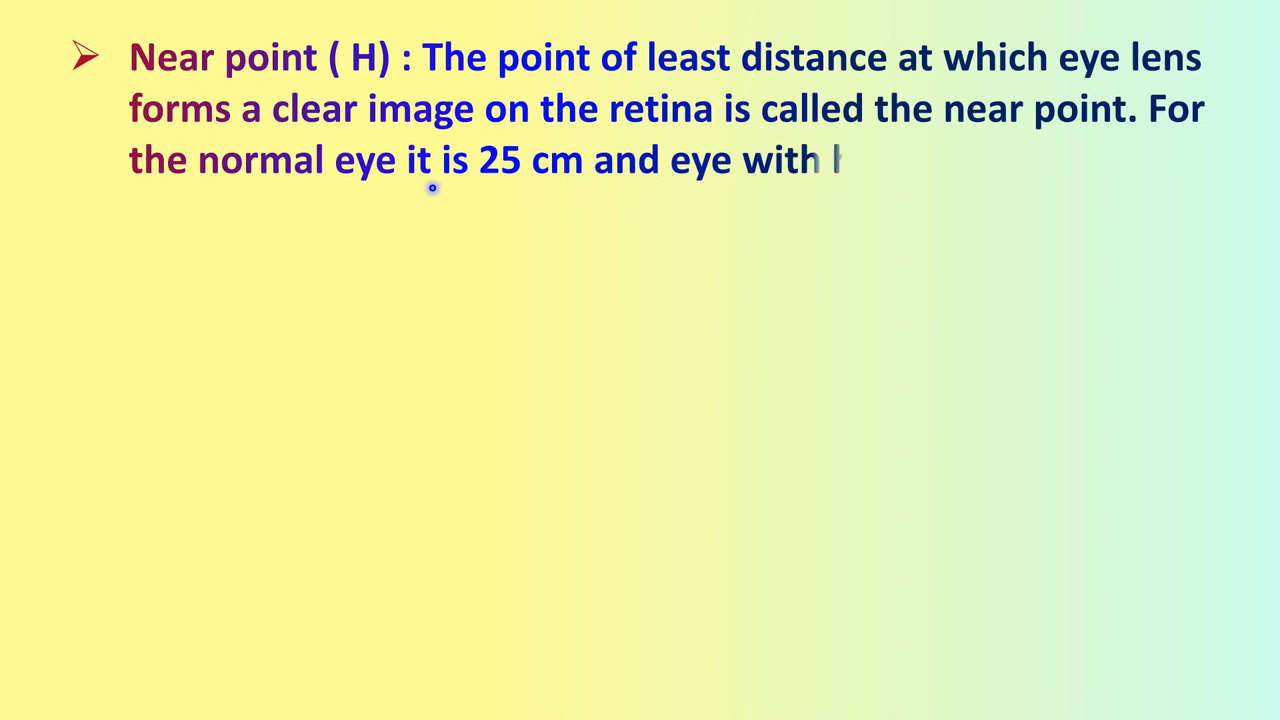 Near point ( H) : The point of least distance at which eye lens
forms a clear image on the retina is called the near point. For
the normal eye it is 25 cm and eye with